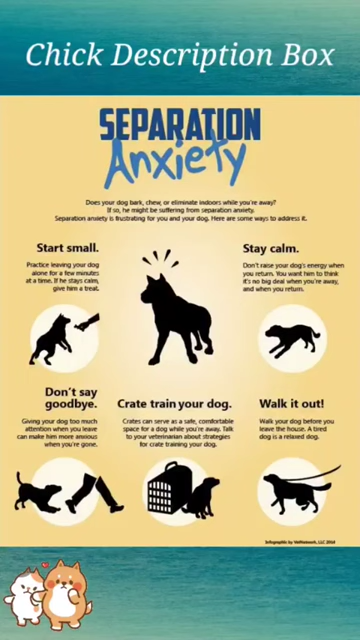 Chick Description Box
SEPARATION
Anxiety
Does your dog bark, chew, or eliminate indoors while you're away?
If so, he might be suffering from separation anxiety.
Separation anxiety is frustrating for you and your dog. Here are some ways to address it.
Start small.
Practice leaving your dog
alone for a few minutes
at a time. If he stays calm,
give him a treat.
Stay calm.
Don't raise your dog's energy when
you return. You want him to think
it's no big deal when you're away,
and when you return.
Don't say
goodbye.
Giving your dog too much
attention when you leave
can make him more anxious
when you're gone.
Crate train your dog.
Crates can serve as a safe, comfortable
space for a dog while you're away. Talk
to your veterinarian about strategies
for crate training your dog.
Walk it out!
Walk your dog before you
leave the house. A tired
dog is a relaxed dog.
Infographic by VetNetwork, LLC 2014